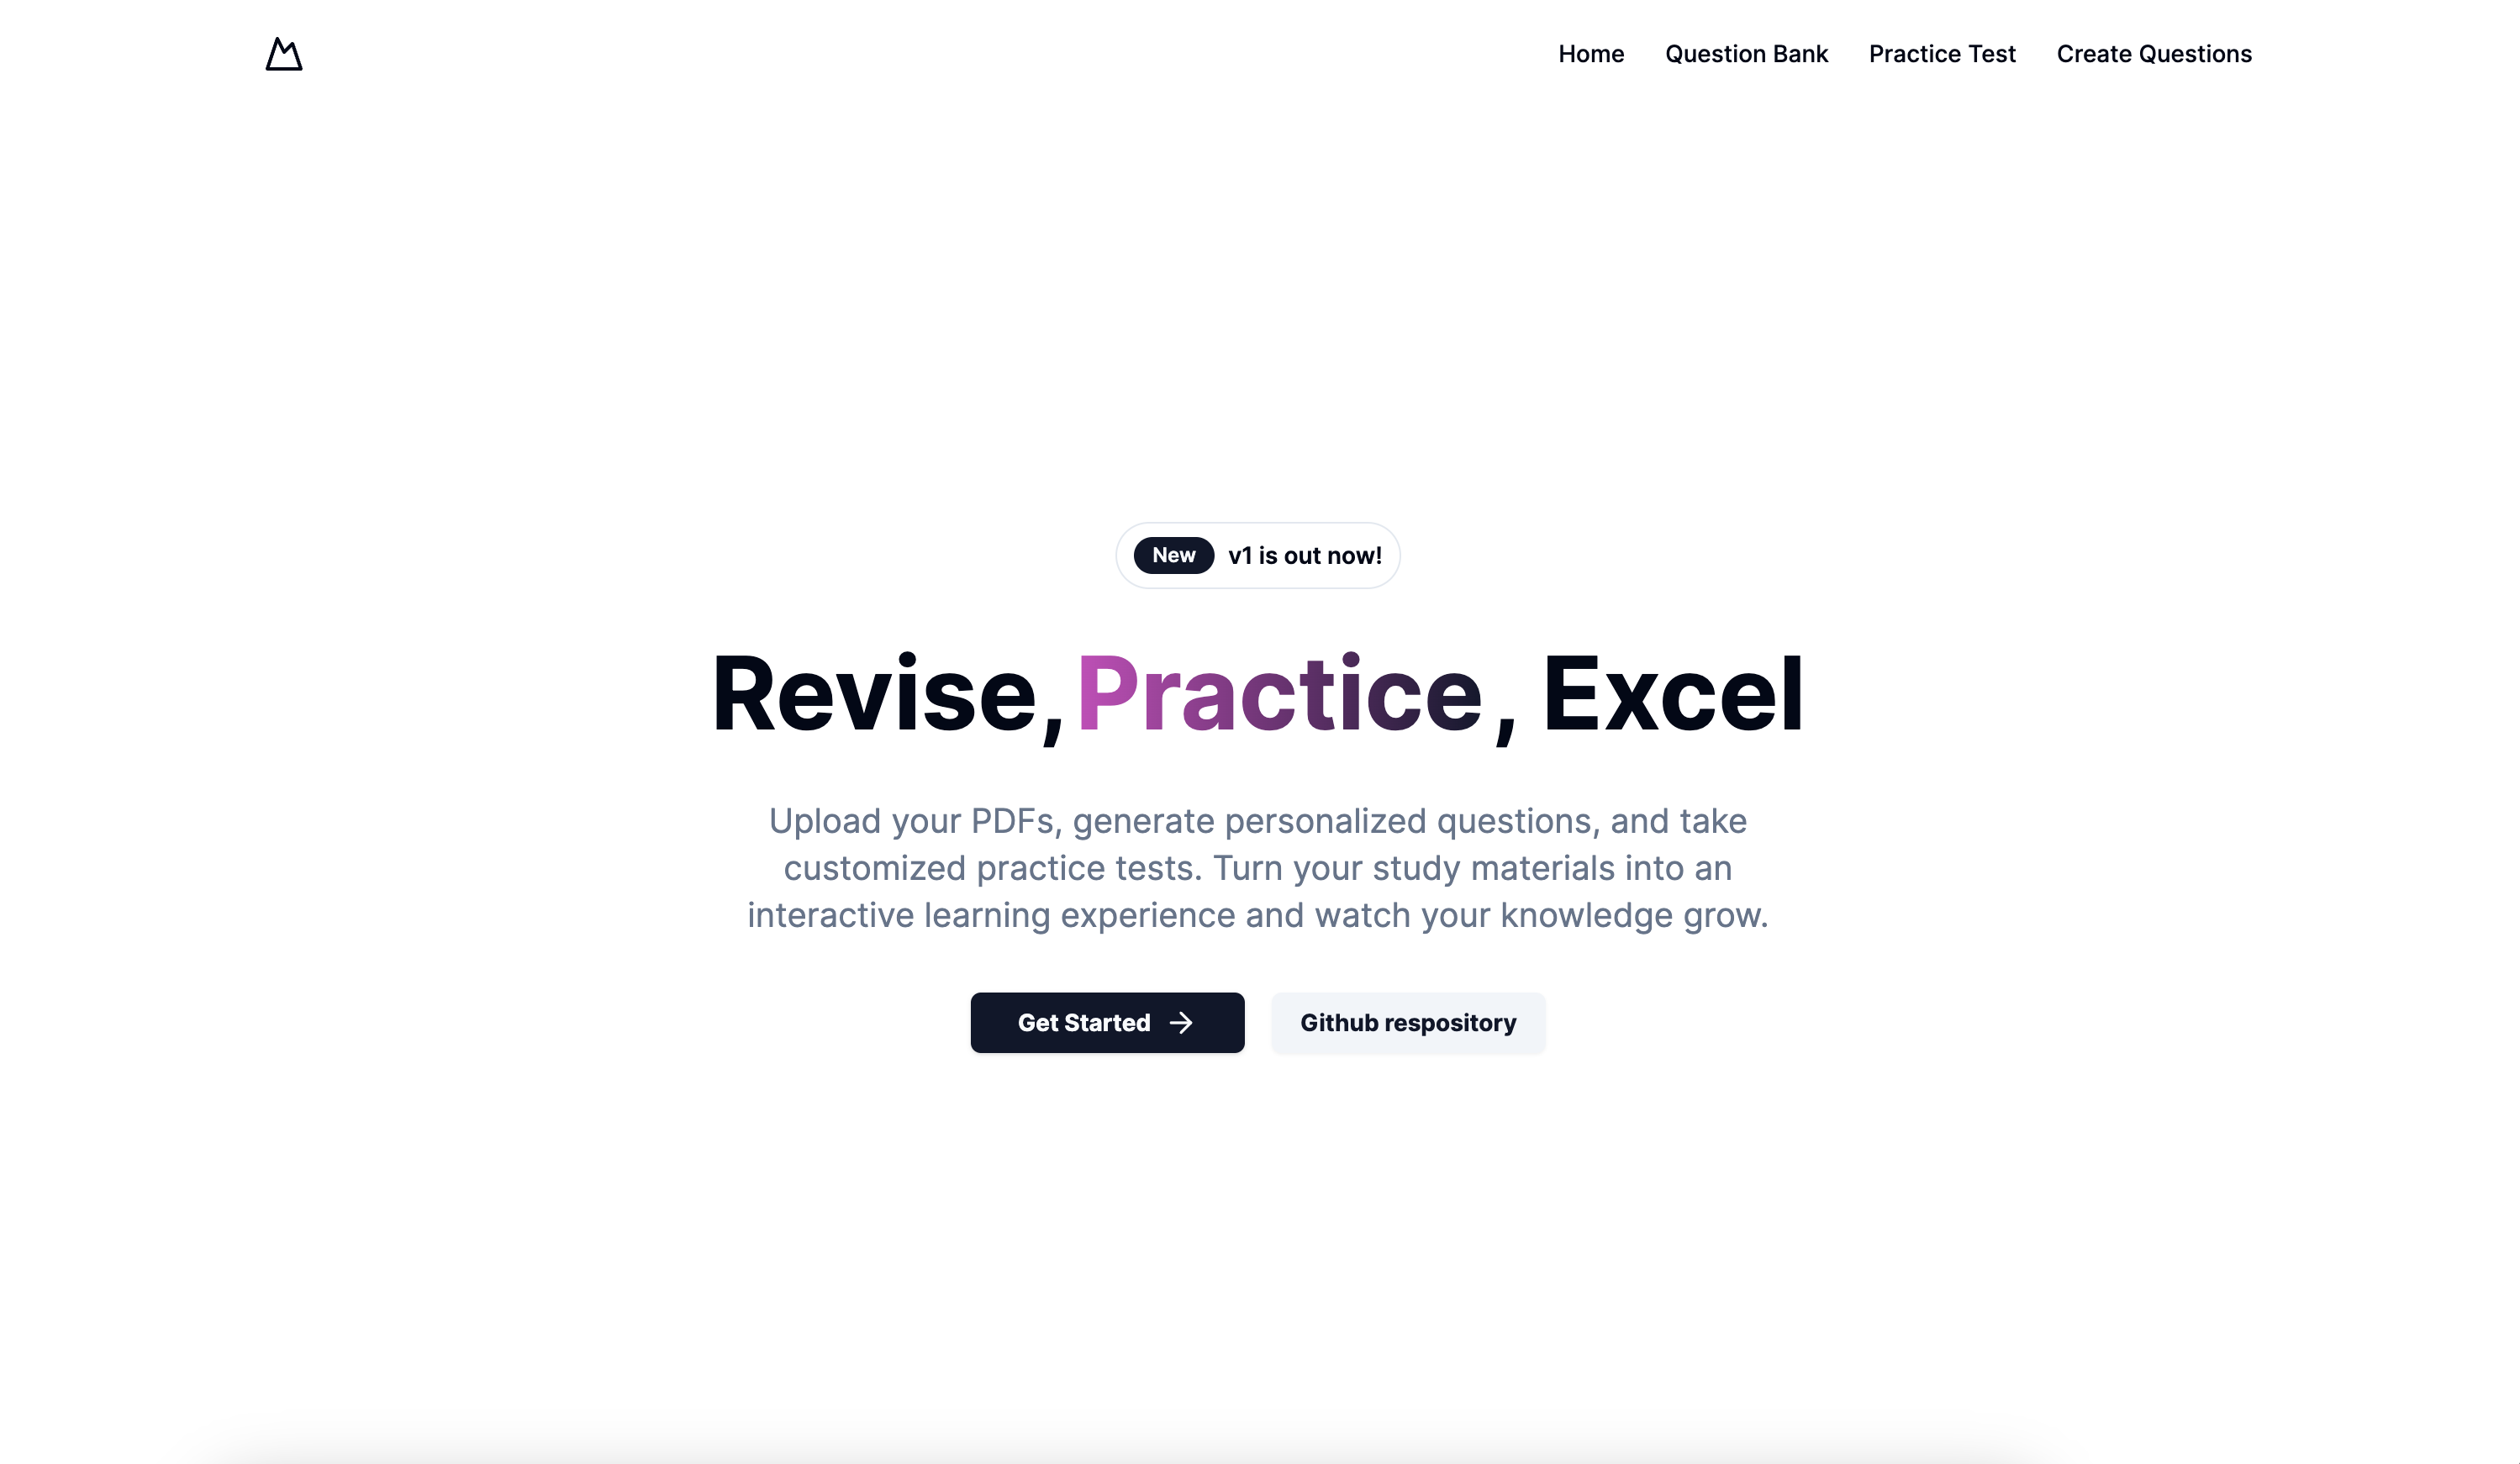 Home Question Bank Practice Test Create Questions
New v1 is out now!
Revise, Practice, Excel
Upload your PDFs, generate personalized questions, and take
customized practice tests. Turn your study materials into an
interactive learning experience and watch your knowledge grow.
Get Started Github respository